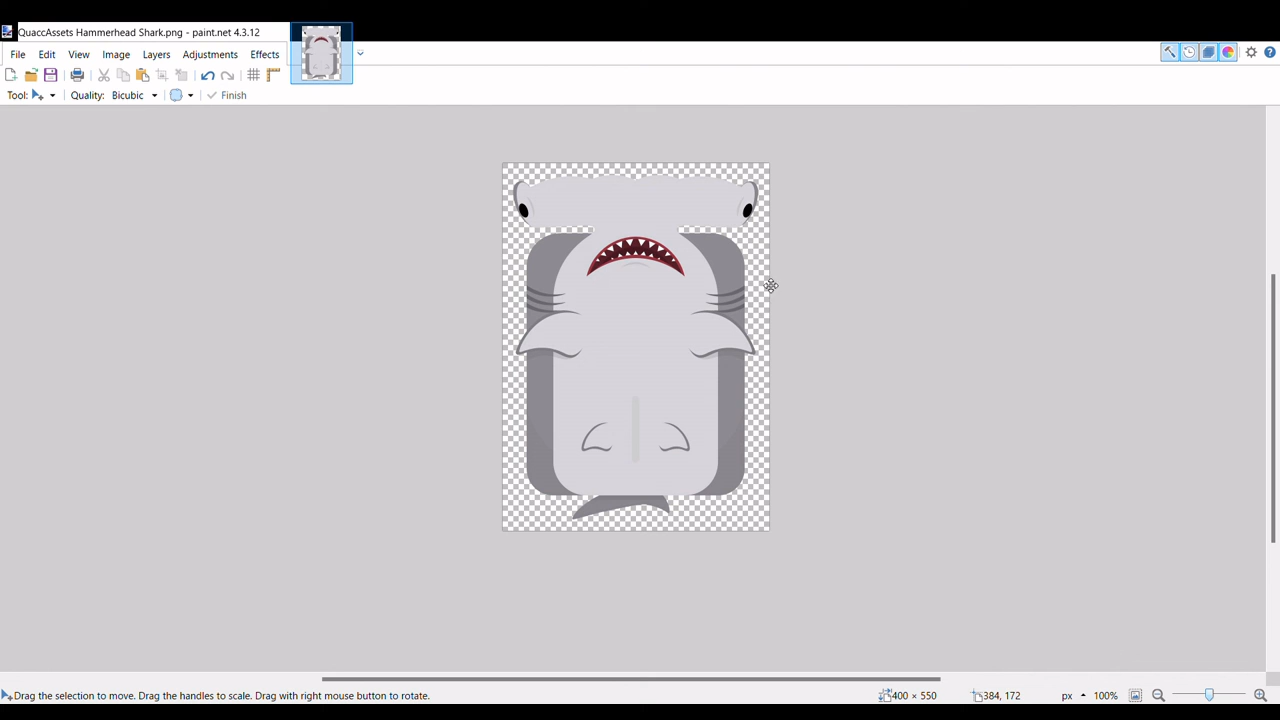 QuaccAssets Hammerhead Shark.png - paint.net 4.3.12
File Edit View Image Layers Adjustments Effects
Tool: Quality: Bicubic Finish
Drag the selection to move. Drag the handles to scale. Drag with right mouse button to rotate. 400 × 550 384, 172 px 100%